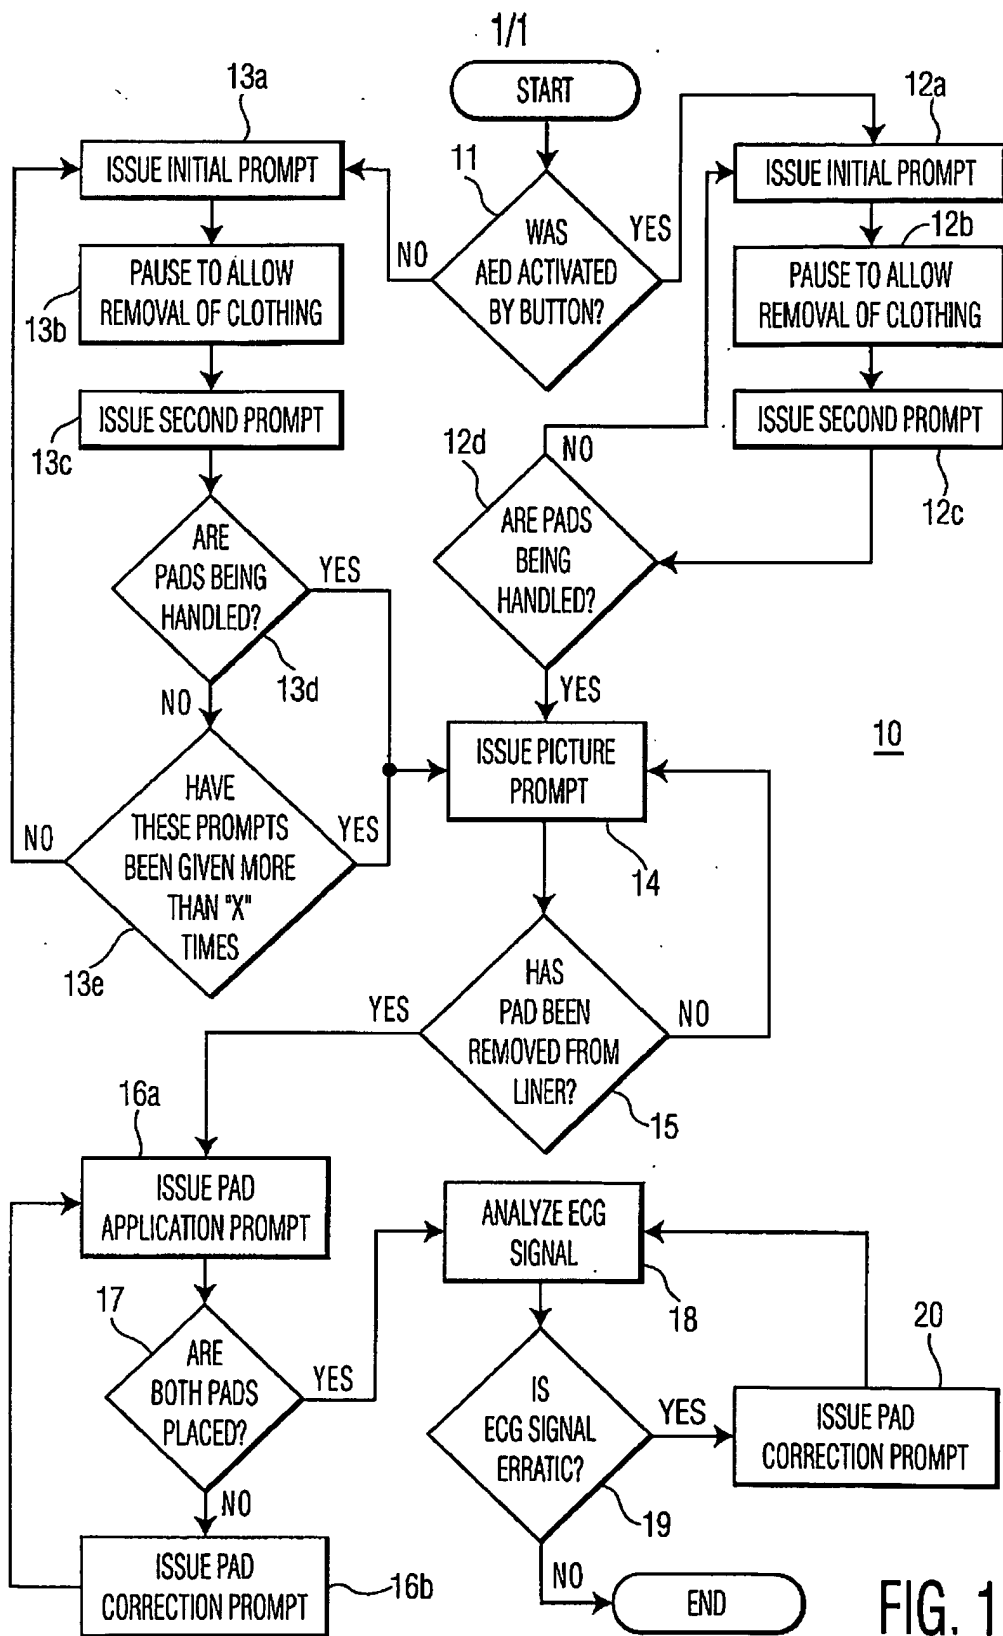 1/1
START
11
WAS
AED ACTIVATED
BY BUTTON?
NO
YES
13a
ISSUE INITIAL PROMPT
PAUSE TO ALLOW
REMOVAL OF CLOTHING
13b
ISSUE SECOND PROMPT
13c
ARE
PADS BEING
HANDLED?
YES
13d
NO
HAVE
THESE PROMPTS
BEEN GIVEN MORE
THAN "X"
TIMES
NO
YES
13e
12a
ISSUE INITIAL PROMPT
12b
PAUSE TO ALLOW
REMOVAL OF CLOTHING
ISSUE SECOND PROMPT
12c
12d
NO
ARE PADS
BEING
HANDLED?
YES
10
ISSUE PICTURE
PROMPT
14
HAS
PAD BEEN
REMOVED FROM
LINER?
YES
NO
15
16a
ISSUE PAD
APPLICATION PROMPT
17
ARE
BOTH PADS
PLACED?
YES
NO
ISSUE PAD
CORRECTION PROMPT
16b
ANALYZE ECG
SIGNAL
18
IS
ECG SIGNAL
ERRATIC?
YES
19
NO
20
ISSUE PAD
CORRECTION PROMPT
END
FIG. 1